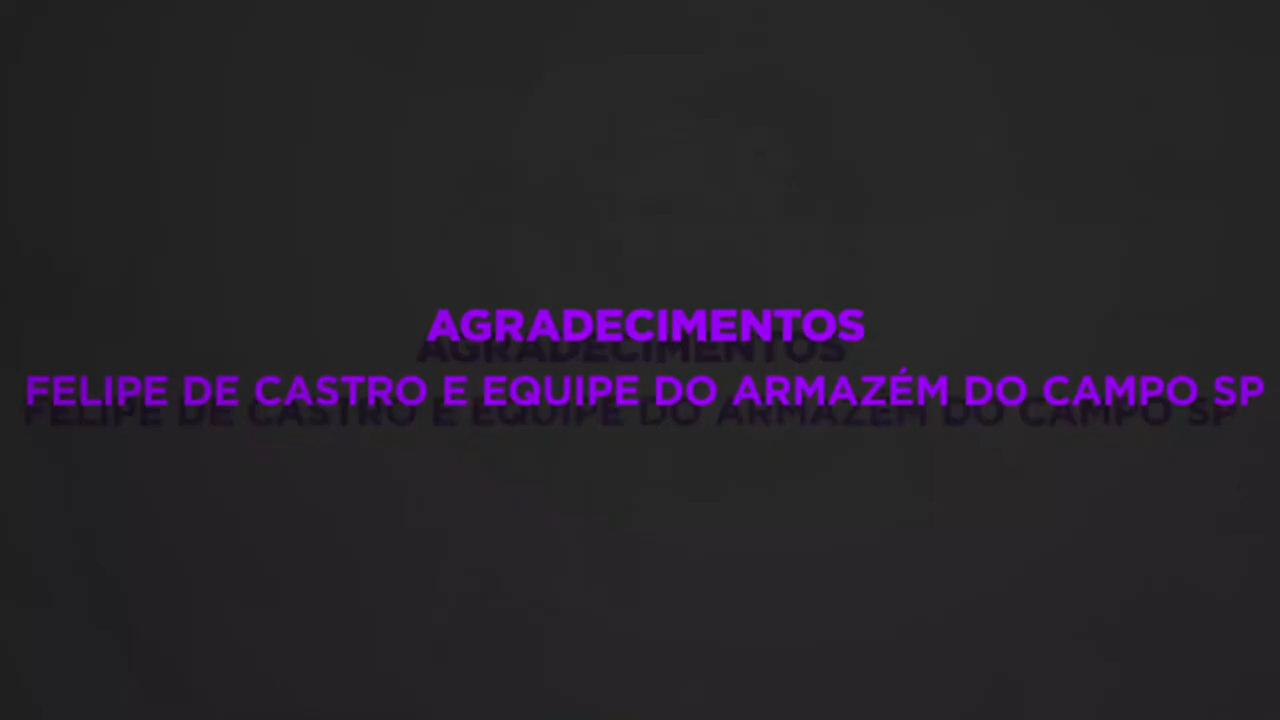 AGRADECIMENTOS
FELIPE DE CASTRO E EQUIPE DO ARMAZÉM DO CAMPO SP